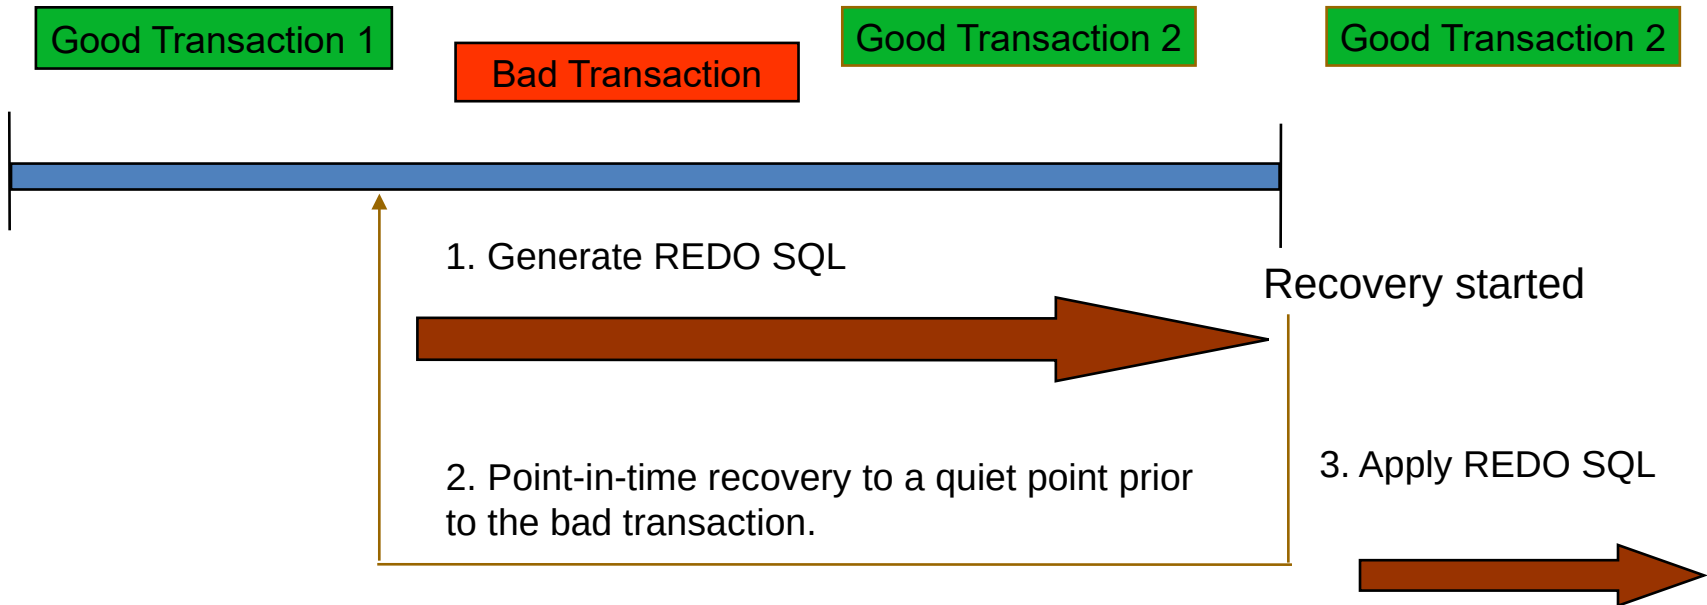 Good Transaction 1
Bad Transaction
Good Transaction 2
Good Transaction 2
1. Generate REDO SQL
Recovery started
2. Point-in-time recovery to a quiet point prior
to the bad transaction.
3. Apply REDO SQL